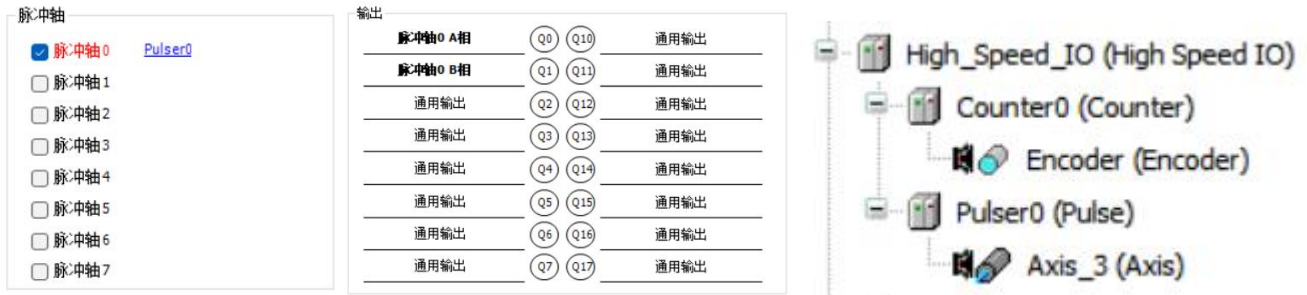 脉冲轴
脉冲轴 0 Pulser0
脉冲轴 1
脉冲轴 2
脉冲轴 3
脉冲轴 4
脉冲轴 5
脉冲轴 6
脉冲轴 7
输出
脉冲轴0 A相 Q0 Q10 通用输出
脉冲轴0 B相 Q1 Q11 通用输出
通用输出 Q2 Q12 通用输出
通用输出 Q3 Q13 通用输出
通用输出 Q4 Q14 通用输出
通用输出 Q5 Q15 通用输出
通用输出 Q6 Q16 通用输出
通用输出 Q7 Q17 通用输出
High_Speed_IO (High Speed IO)
Counter0 (Counter)
Encoder (Encoder)
Pulser0 (Pulse)
Axis_3 (Axis)